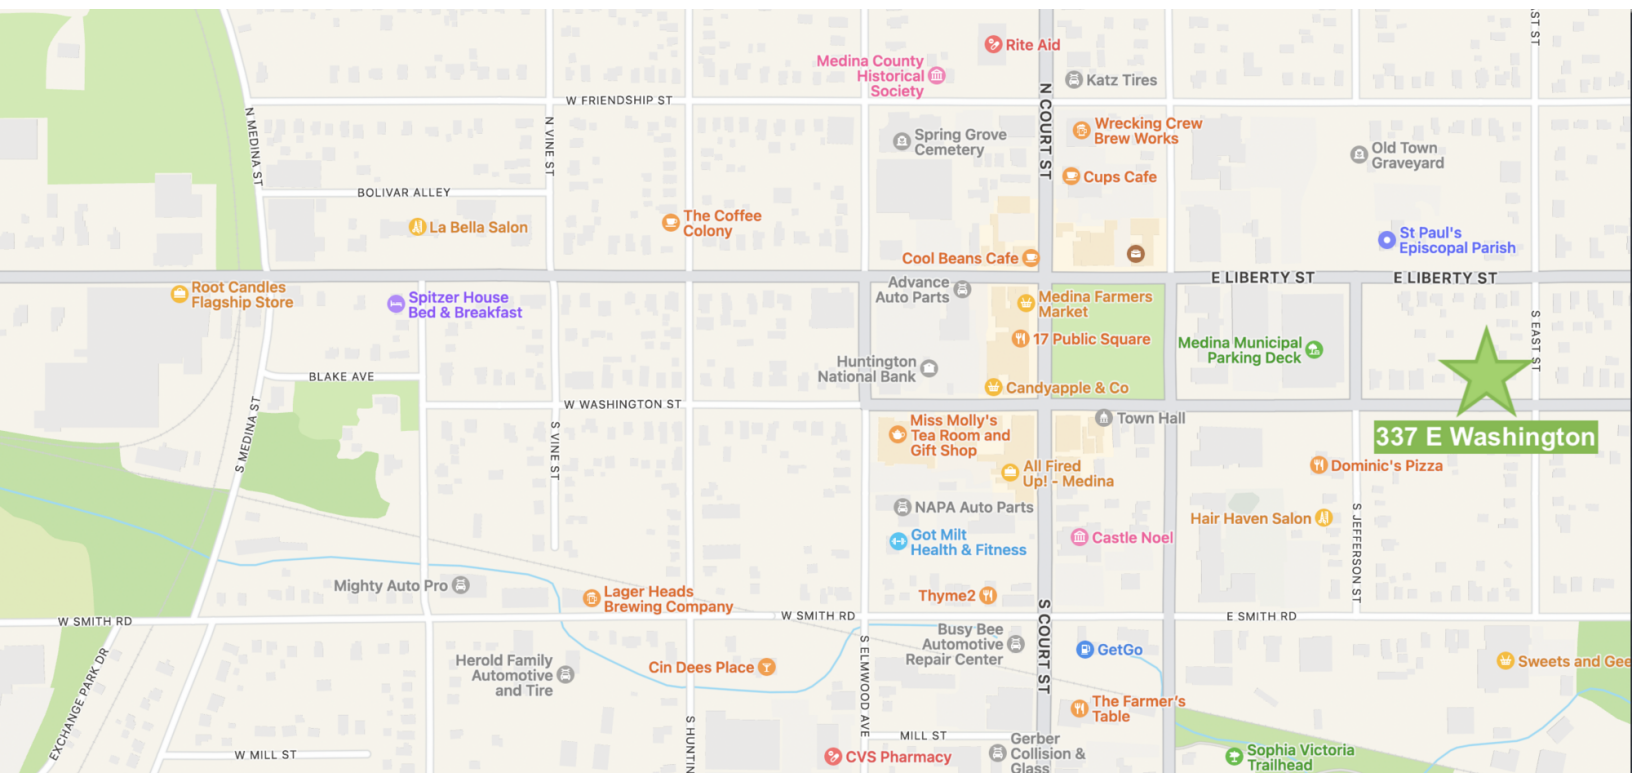 Rite Aid
Medina County
Historical
Society
Katz Tires
W FRIENDSHIP ST
N MEDINA ST
N VINE ST
N COURT ST
Wrecking Crew
Brew Works
Spring Grove
Cemetery
Old Town
Graveyard
Cups Cafe
BOLIVAR ALLEY
La Bella Salon
The Coffee
Colony
St Paul's
Episcopal Parish
Cool Beans Cafe
E LIBERTY ST
E LIBERTY ST
Root Candles
Flagship Store
Spitzer House
Bed & Breakfast
Advance
Auto Parts
Medina Farmers
Market
17 Public Square
Medina Municipal
Parking Deck
S EAST ST
Huntington
National Bank
BLAKE AVE
Candyapple & Co
W WASHINGTON ST
S MEDINA ST
S VINE ST
Miss Molly's
Tea Room and
Gift Shop
Town Hall
337 E Washington
All Fired
Up! - Medina
Dominic's Pizza
NAPA Auto Parts
Hair Haven Salon
S JEFFERSON ST
Got Milt
Health & Fitness
Castle Noel
Mighty Auto Pro
Lager Heads
Brewing Company
Thyme2
W SMITH RD
W SMITH RD
E SMITH RD
S COURT ST
S ELMWOOD AVE
Busy Bee
Automotive
Repair Center
GetGo
EXCHANGE PARK DR
Herold Family
Automotive
and Tire
Cin Dees Place
Sweets and Gee
The Farmer's
Table
S HUNTIN
MILL ST
W MILL ST
CVS Pharmacy
Gerber
Collision &
Glass
Sophia Victoria
Trailhead